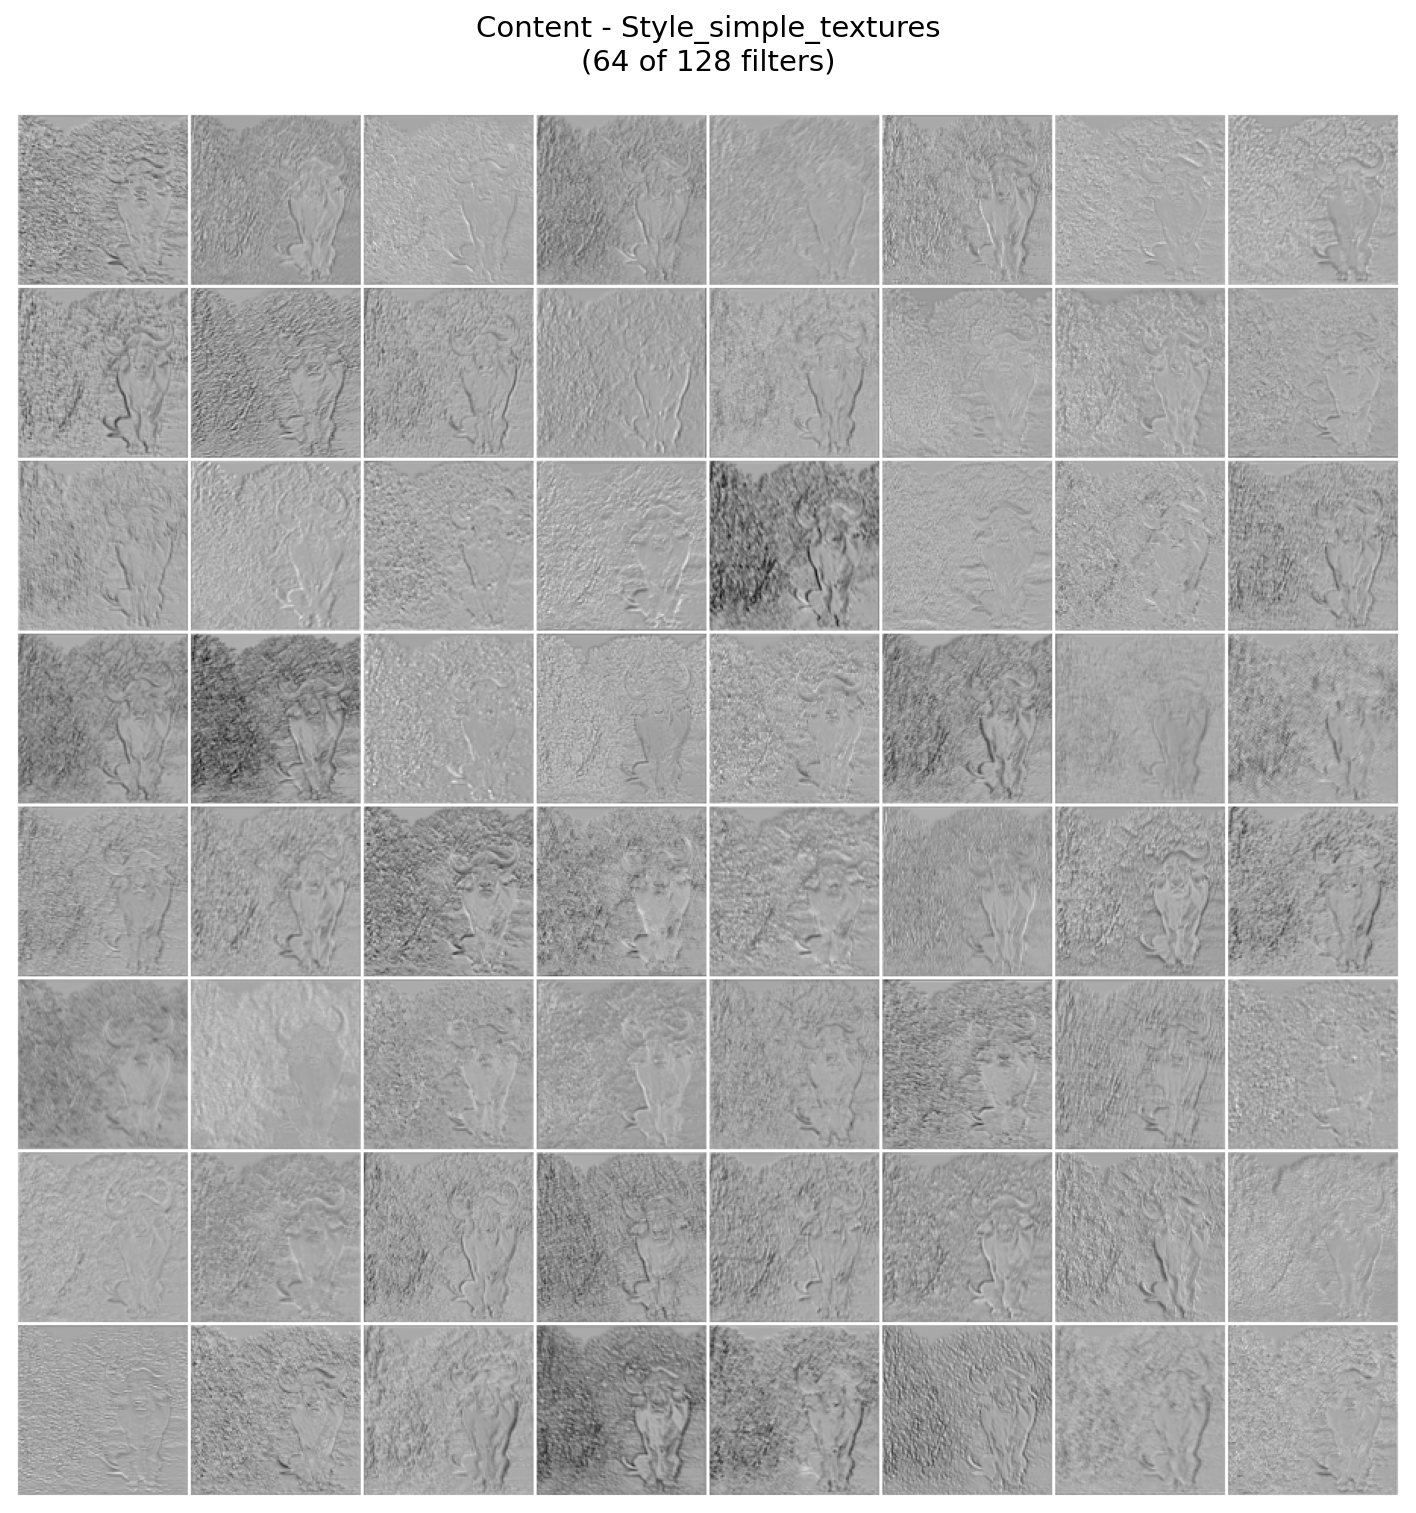 Content - Style_simple_textures
(64 of 128 filters)